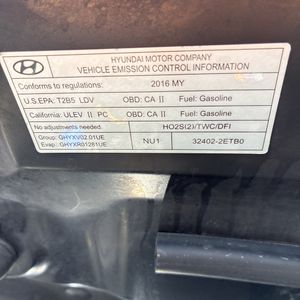 HYUNDAI MOTOR COMPANY
VEHICLE EMISSION CONTROL INFORMATION
Conforms to regulations: 2016 MY
U.S.EPA: T2B5 LDV OBD: CA II Fuel: Gasoline
California: ULEV II PC OBD: CA II Fuel: Gasoline
No adjustments needed. HO2S(2)/TWC/DFI
Group: GHYXV02.01UE
Evap: GHYXR01281UE NU1 32402-2ETB0